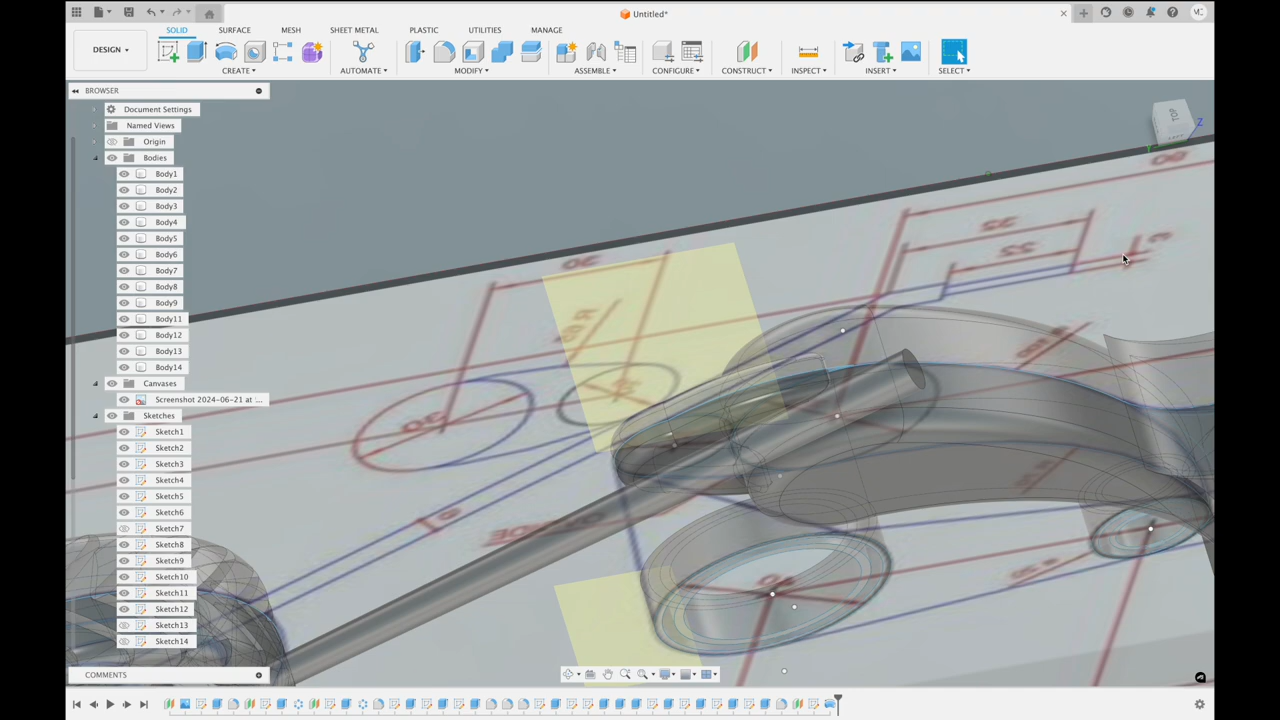 Untitled*
MC
DESIGN
SOLID
SURFACE
MESH
SHEET METAL
PLASTIC
UTILITIES
MANAGE
CREATE
AUTOMATE
MODIFY
ASSEMBLE
CONFIGURE
CONSTRUCT
INSPECT
INSERT
SELECT
BROWSER
Document Settings
Named Views
Origin
Bodies
Body1
Body2
Body3
Body4
Body5
Body6
Body7
Body8
Body9
Body11
Body12
Body13
Body14
Canvases
Screenshot 2024-06-21 at '...
Sketches
Sketch1
Sketch2
Sketch3
Sketch4
Sketch5
Sketch6
Sketch7
Sketch8
Sketch9
Sketch10
Sketch11
Sketch12
Sketch13
Sketch14
COMMENTS
TOP
Z
Y